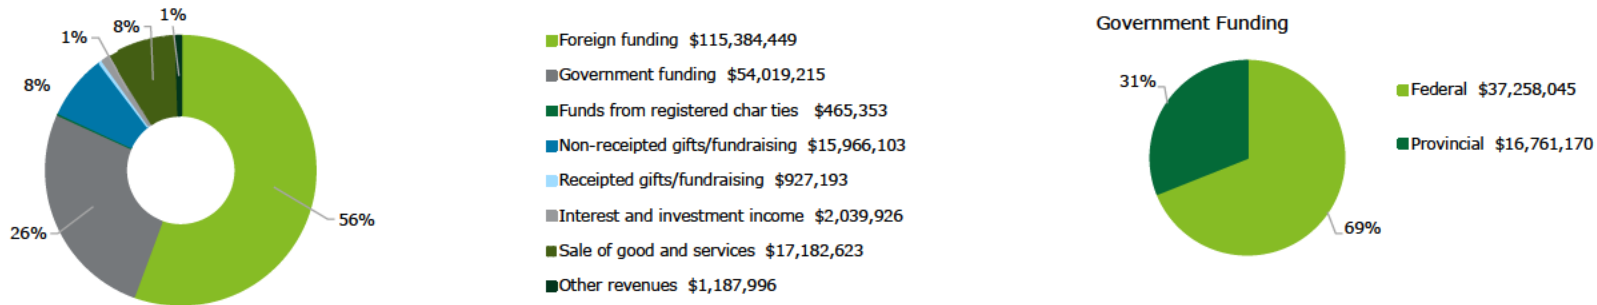 1%
8%
1%
8%
26%
56%
Foreign funding $115,384,449
Government funding $54,019,215
Funds from registered char ties $465,353
Non-receipted gifts/fundraising $15,966,103
Receipted gifts/fundraising $927,193
Interest and investment income $2,039,926
Sale of good and services $17,182,623
Other revenues $1,187,996
Government Funding
31%
69%
Federal $37,258,045
Provincial $16,761,170